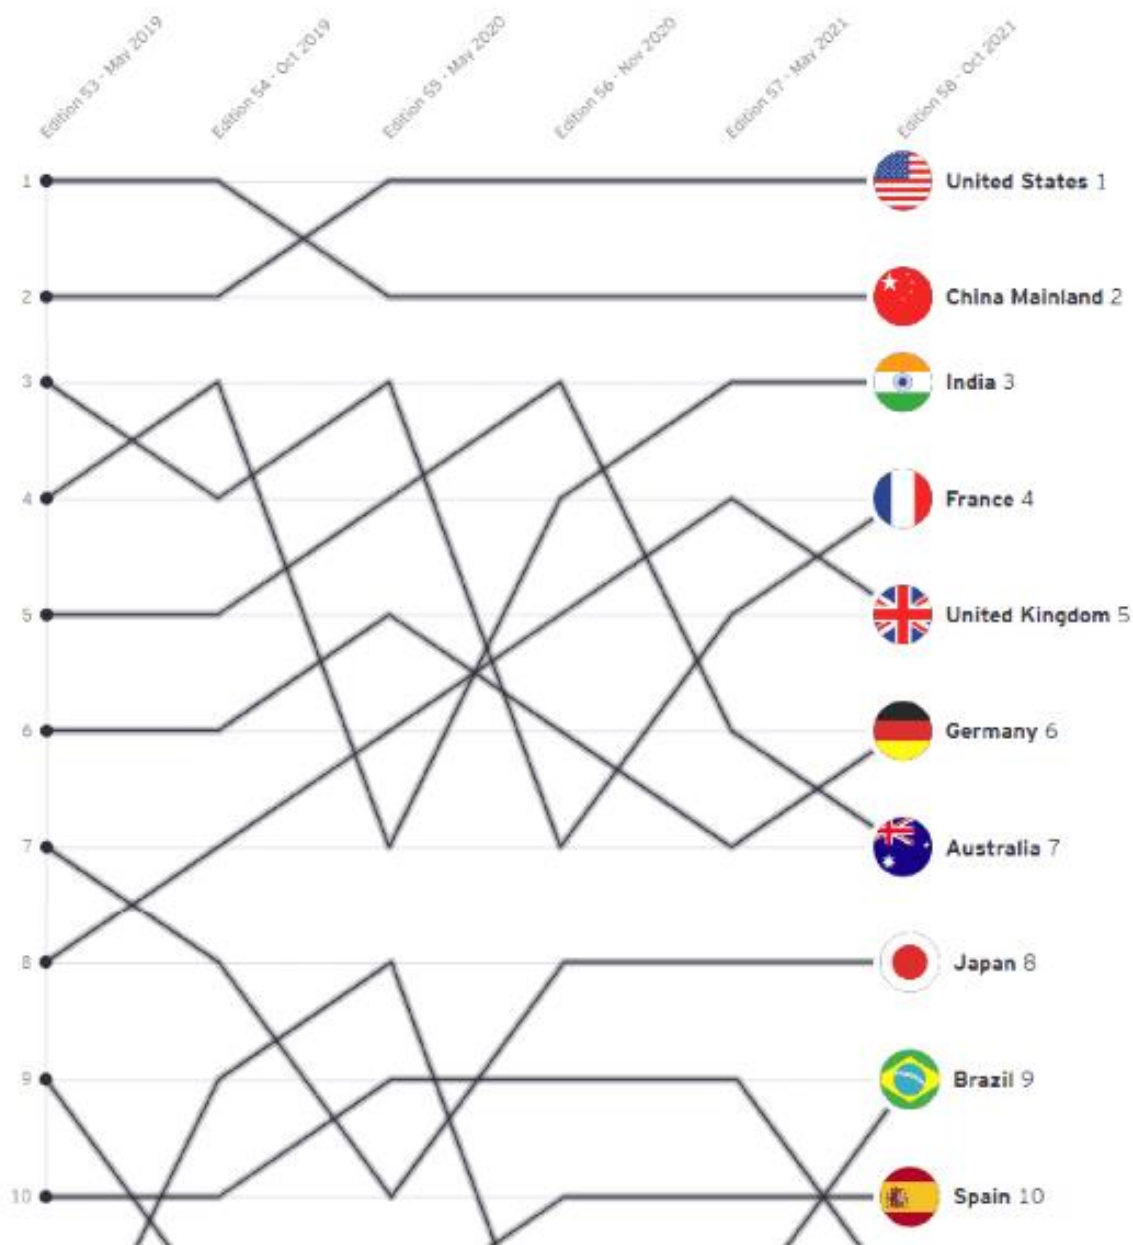 Edition 53 - May 2019
Edition 54 - Oct 2019
Edition 55 - May 2020
Edition 56 - Nov 2020
Edition 57 - May 2021
Edition 58 - Oct 2021
1
United States 1
2
China Mainland 2
3
India 3
4
France 4
5
United Kingdom 5
6
Germany 6
7
Australia 7
8
Japan 8
9
Brazil 9
10
Spain 10